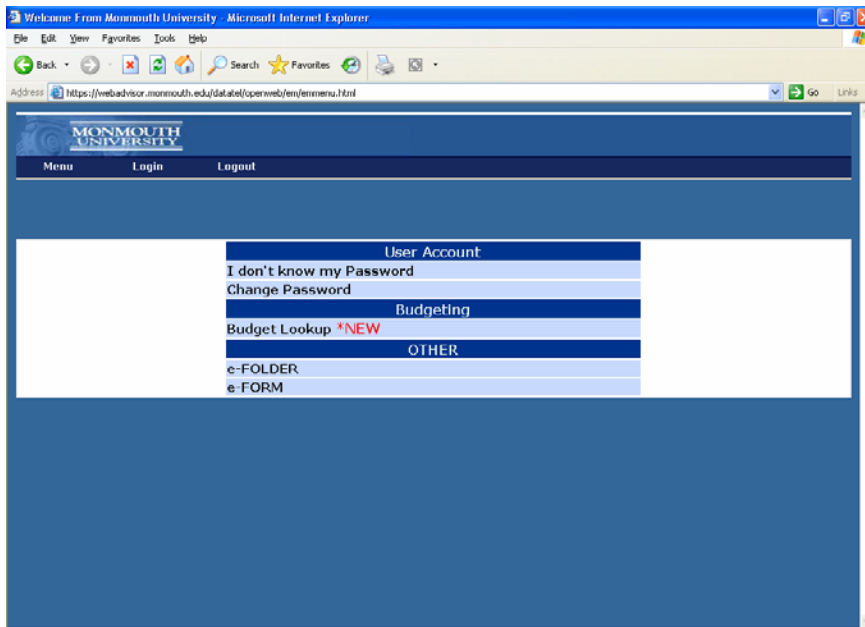 Welcome From Monmouth University - Microsoft Internet Explorer
File Edit View Favorites Tools Help
Back Search Favorites
Address https://webadvisor.monmouth.edu/datatel/openweb/em/emmenu.html Go Links
MONMOUTH
UNIVERSITY
Menu Login Logout
User Account
I don't know my Password
Change Password
Budgeting
Budget Lookup *NEW
OTHER
e-FOLDER
e-FORM